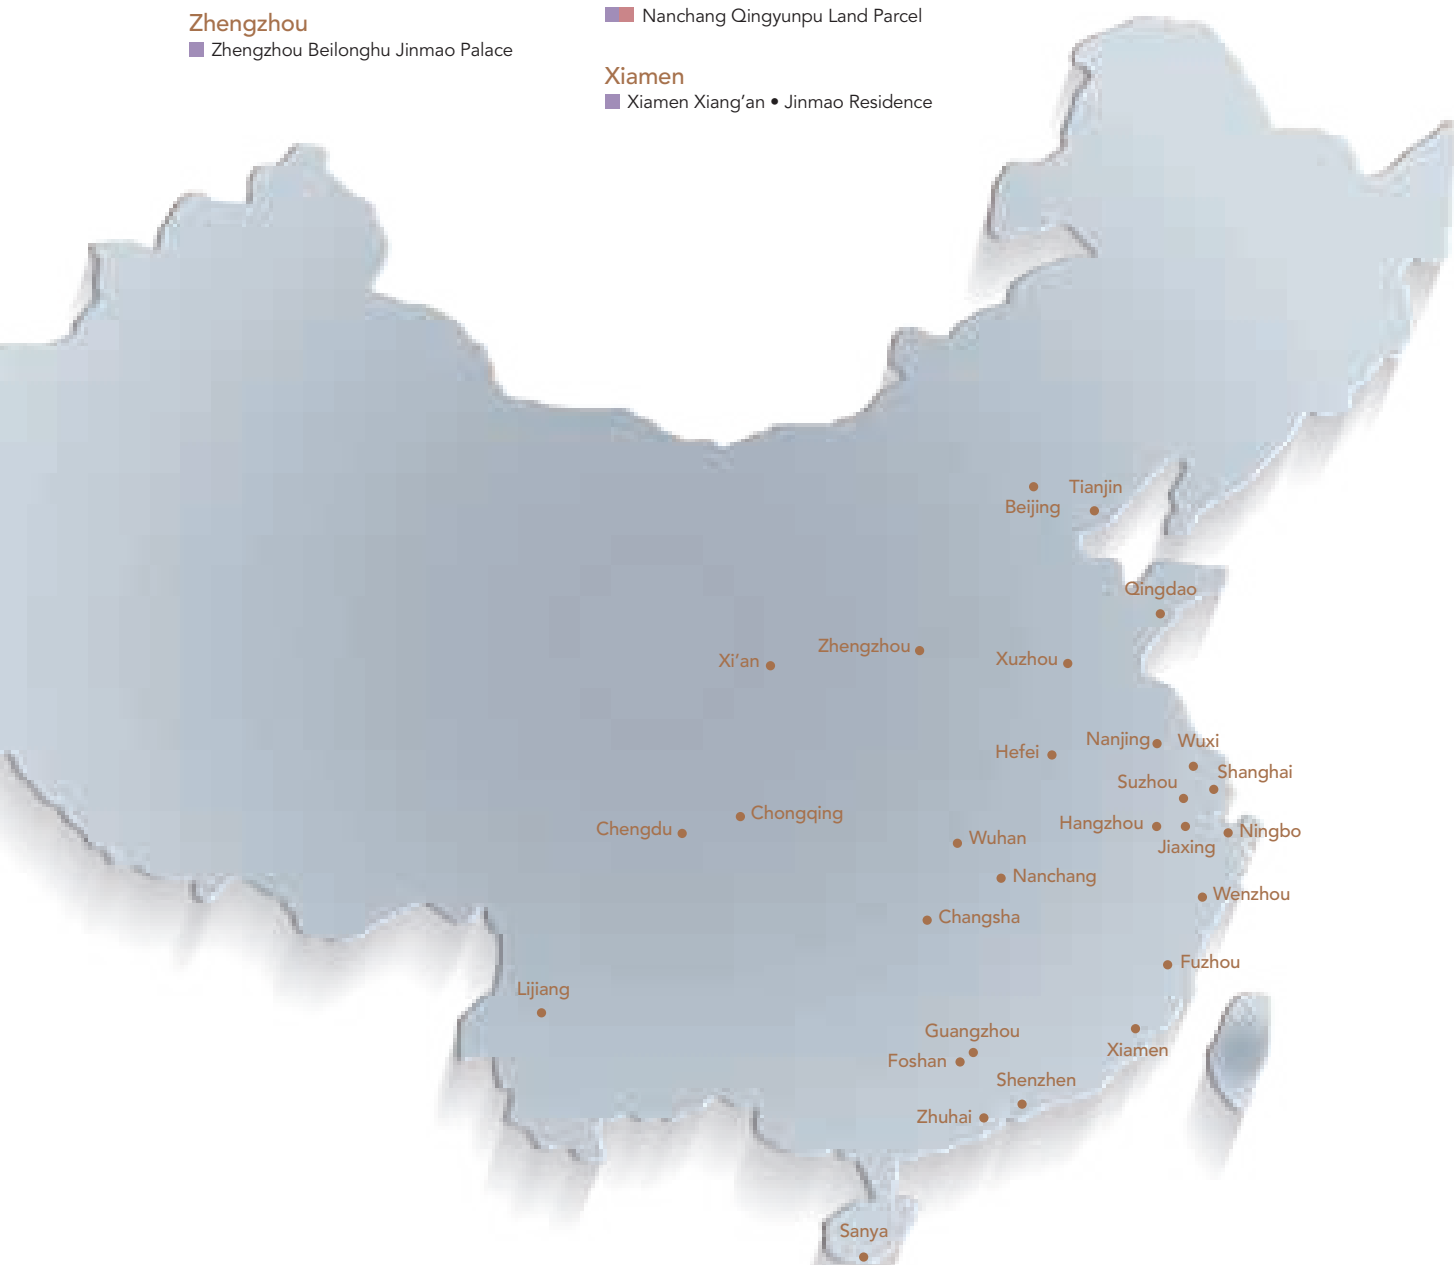 Zhengzhou
Zhengzhou Beilonghu Jinmao Palace
Nanchang Qingyunpu Land Parcel
Xiamen
Xiamen Xiang’an • Jinmao Residence
Tianjin
Beijing
Qingdao
Zhengzhou
Xi’an
Xuzhou
Nanjing
Wuxi
Hefei
Shanghai
Suzhou
Chongqing
Hangzhou
Chengdu
Ningbo
Wuhan
Jiaxing
Nanchang
Wenzhou
Changsha
Fuzhou
Lijiang
Guangzhou
Xiamen
Foshan
Shenzhen
Zhuhai
Sanya